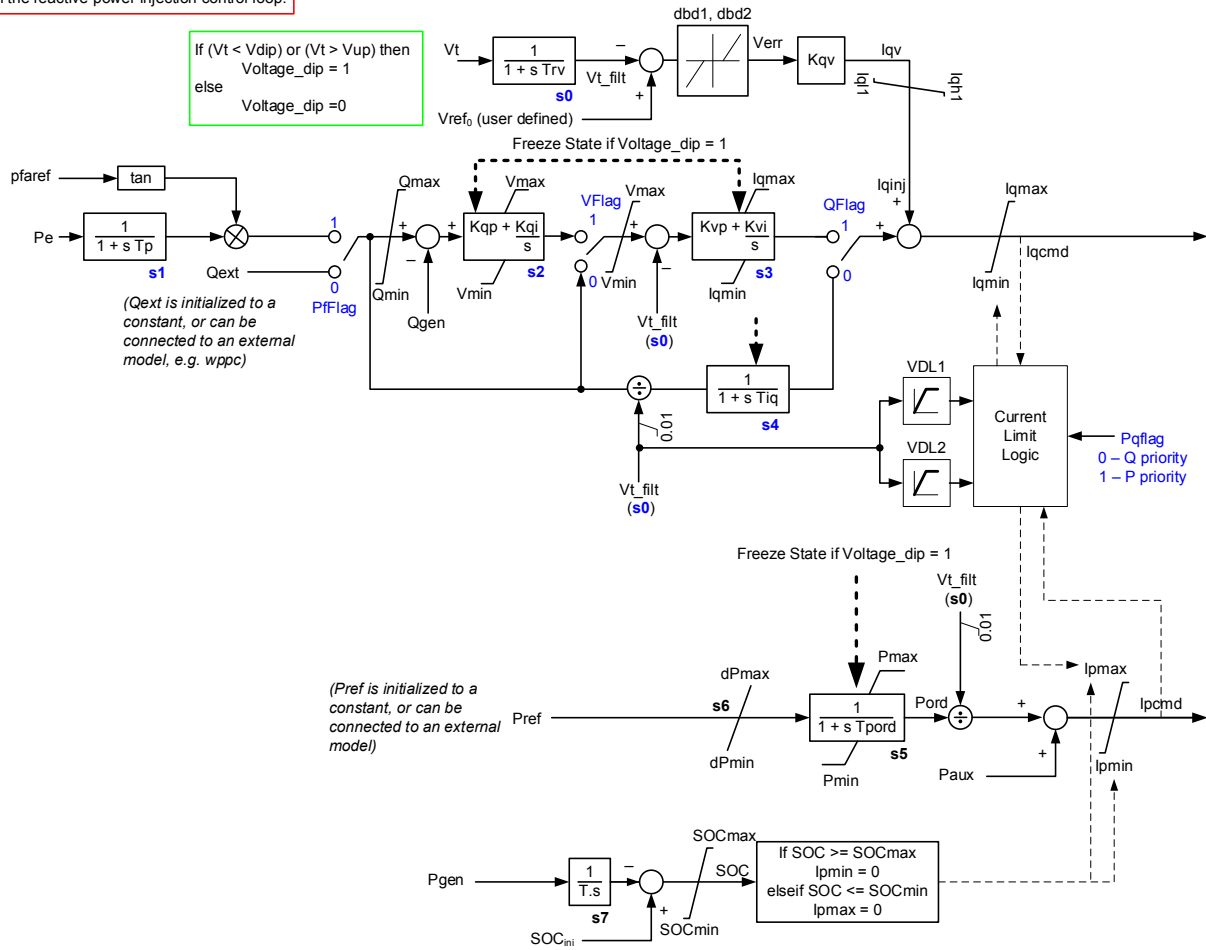 the reactive power injection control loop.
If (Vt < Vdip) or (Vt > Vup) then
Voltage_dip = 1
else
Voltage_dip =0
Vt
1
1 + s Trv
s0
Vt_filt
–
+
Vref0 (user defined)
dbd1, dbd2
Verr
Kqv
Iqv
Iql1
Iqh1
Freeze State if Voltage_dip = 1
pfaref
tan
Pe
1
1 + s Tp
s1
Qext
1
0
PfFlag
(Qext is initialized to a
constant, or can be
connected to an external
model, e.g. wppc)
Qmax
Qmin
+
–
Qgen
+
Vmax
Kqp + Kqi
s
Vmin
s2
VFlag
1
0
Vmax
Vmin
+
–
Vt_filt
(s0)
Iqmax
Kvp + Kvi
s
Iqmin
s3
QFlag
1
0
Iqinj
+
+
Iqmax
Iqmin
Iqcmd
÷
0.01
1
1 + s Tiq
s4
Vt_filt
(s0)
VDL1
VDL2
Current
Limit
Logic
Pqflag
0 – Q priority
1 – P priority
Freeze State if Voltage_dip = 1
Vt_filt
(s0)
0.01
(Pref is initialized to a
constant, or can be
connected to an external
model)
Pref
s6
dPmax
dPmin
Pmax
1
1 + s Tpord
Pmin
s5
Pord
÷
+
+
Paux
Ipmax
Ipmin
Ipcmd
Pgen
1
T.s
s7
–
+
SOCini
SOCmax
SOCmin
SOC
If SOC >= SOCmax
Ipmin = 0
elseif SOC <= SOCmin
Ipmax = 0